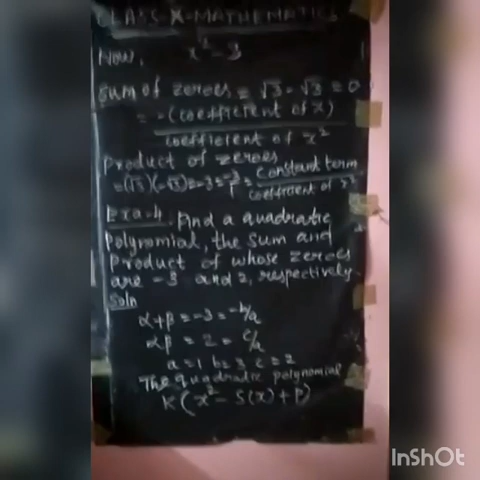 CLASS X-MATHEMATICS
Now, x² - 3
Sum of zeroes = √3 - √3 = 0
= -(coefficient of x)
coefficient of x²
Product of zeroes
= (√3)(-√3) = -3 = -3/1 = Constant term
coefficient of x²
Exa-4. Find a quadratic
polynomial, the sum and
Product of whose zeroes
are -3 and 2, respectively.
Soln
α+β = -3 = -b/a
αβ = 2 = c/a
a=1 b=3 c=2
The quadratic polynomial
K(x² - S(x) + P)
InShOt